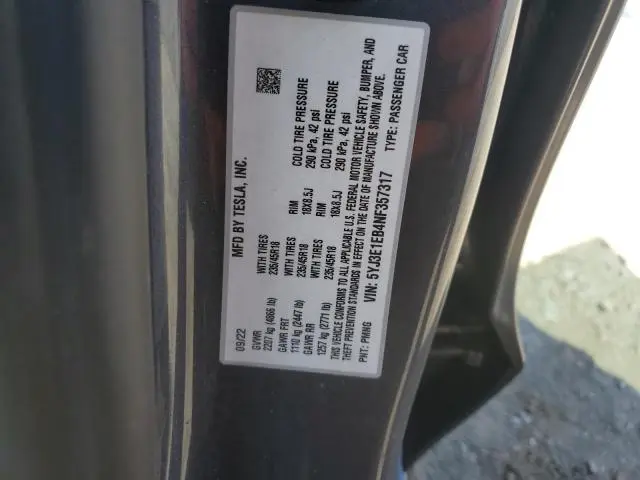 MFD BY TESLA, INC.
09/22
GVWR
2207 kg (4866 lb)
GAWR FRT WITH TIRES RIM COLD TIRE PRESSURE
1110 kg (2447 lb) 235/45R18 18X8.5J 290 kPa, 42 psi
GAWR RR WITH TIRES RIM COLD TIRE PRESSURE
1257 kg (2771 lb) 235/45R18 18X8.5J 290 kPa, 42 psi
THIS VEHICLE CONFORMS TO ALL APPLICABLE U.S. FEDERAL MOTOR VEHICLE SAFETY, BUMPER, AND
THEFT PREVENTION STANDARDS IN EFFECT ON THE DATE OF MANUFACTURE SHOWN ABOVE.
VIN: 5YJ3E1EB4NF357317
PNT: PMNG TYPE: PASSENGER CAR